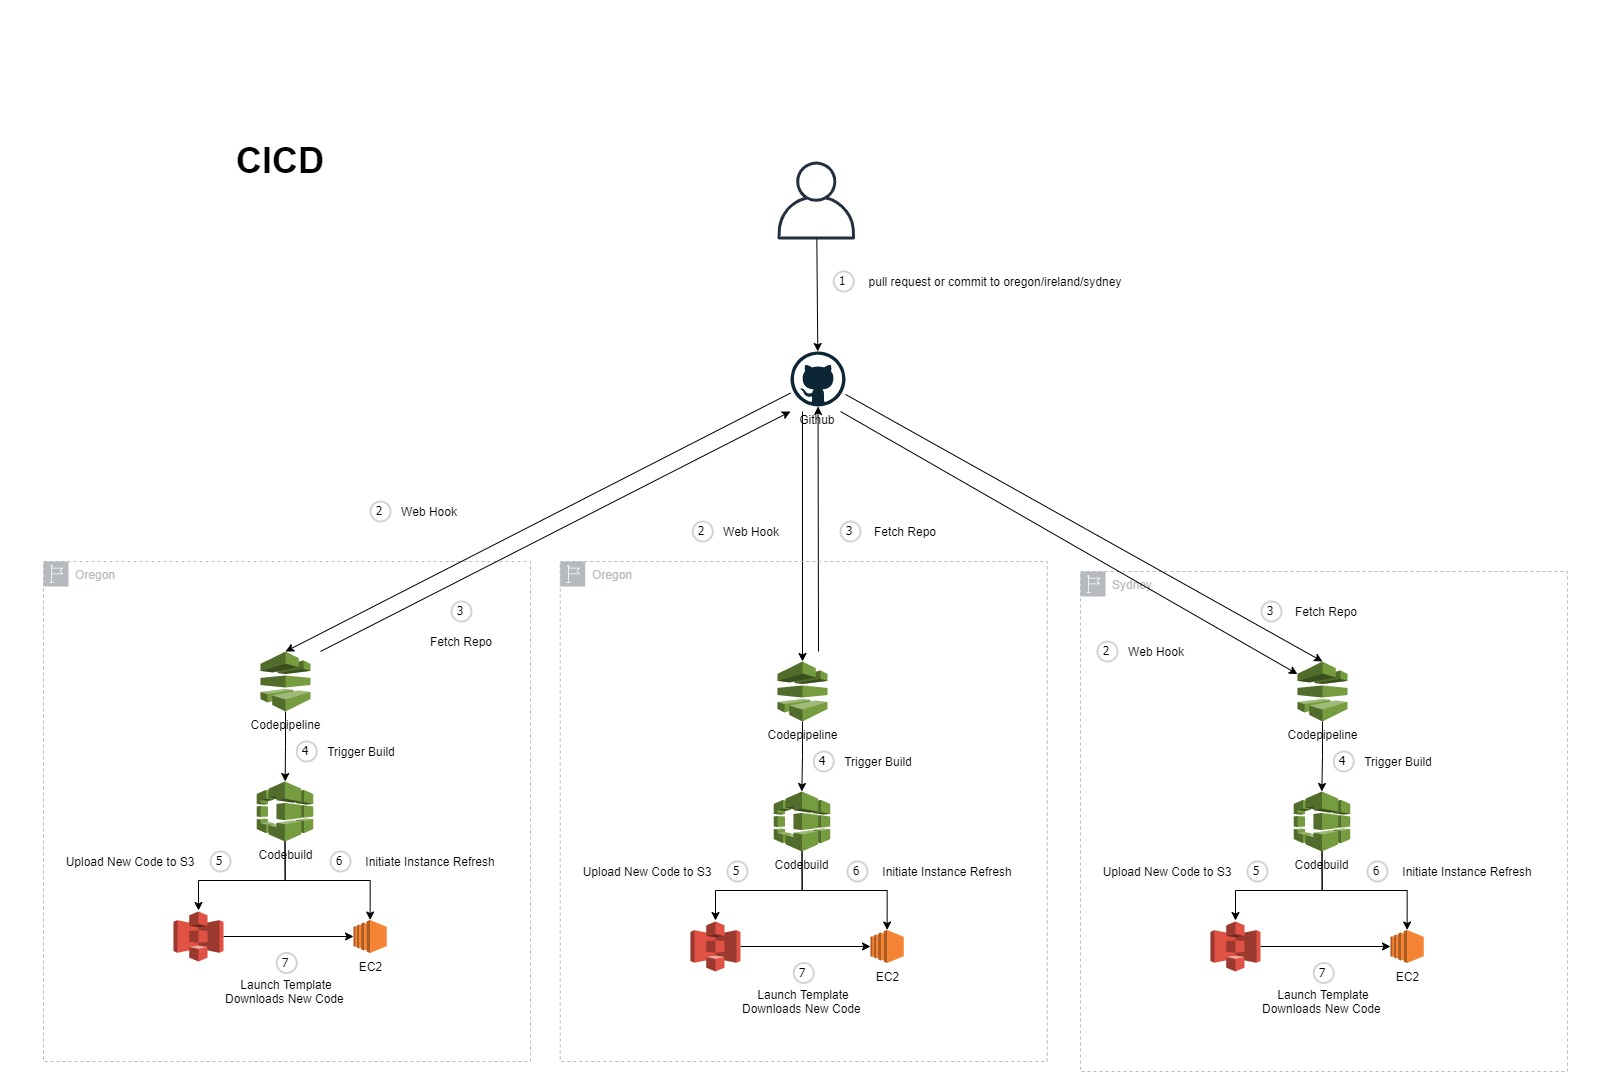 CICD
1
pull request or commit to oregon/ireland/sydney
Github
2
Web Hook
2
Web Hook
3
Fetch Repo
Oregon
Oregon
Sydney
3
Fetch Repo
3
Fetch Repo
2
Web Hook
Codepipeline
Codepipeline
Codepipeline
4
Trigger Build
4
Trigger Build
4
Trigger Build
Codebuild
Codebuild
Codebuild
Upload New Code to S3
5
6
Initiate Instance Refresh
Upload New Code to S3
5
6
Initiate Instance Refresh
Upload New Code to S3
5
6
Initiate Instance Refresh
EC2
EC2
EC2
7
Launch Template
Downloads New Code
7
Launch Template
Downloads New Code
7
Launch Template
Downloads New Code